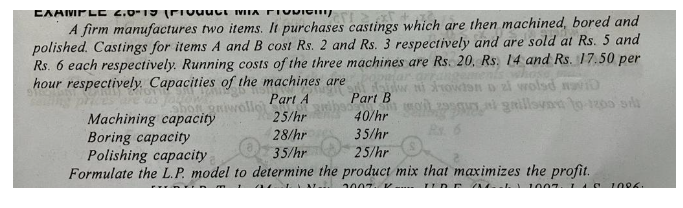 EXAMPLE 2.6-19 (Product Mix Problem)
A firm manufactures two items. It purchases castings which are then machined, bored and
polished. Castings for items A and B cost Rs. 2 and Rs. 3 respectively and are sold at Rs. 5 and
Rs. 6 each respectively. Running costs of the three machines are Rs. 20, Rs. 14 and Rs. 17.50 per
hour respectively. Capacities of the machines are
Part A Part B
Machining capacity 25/hr 40/hr
Boring capacity 28/hr 35/hr
Polishing capacity 35/hr 25/hr
Formulate the L.P. model to determine the product mix that maximizes the profit.